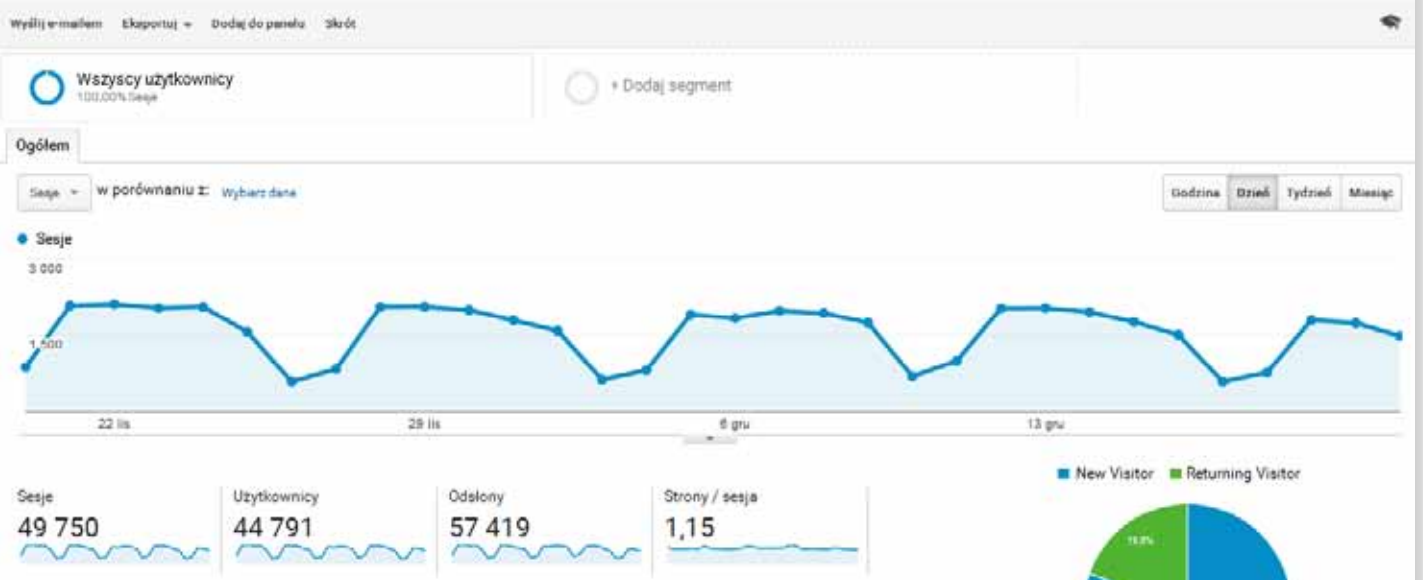 Wyślij e-mailem Eksportuj Dodaj do panelu Skrót
Wszyscy użytkownicy
100,00% Sesje
+ Dodaj segment
Ogółem
Sesje w porównaniu z: Wybierz dane
Godzina Dzień Tydzień Miesiąc
Sesje
3 000
1 500
22 lis 29 lis 6 gru 13 gru
New Visitor Returning Visitor
Sesje Użytkownicy Odsłony Strony / sesja
49 750 44 791 57 419 1,15